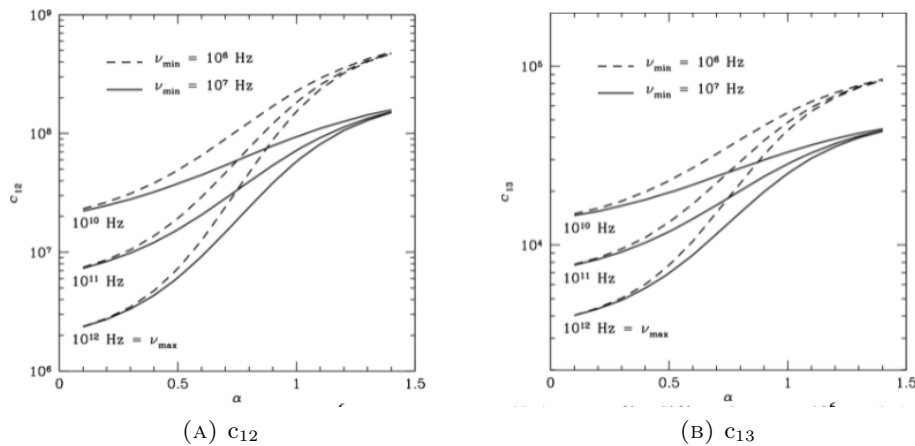 10⁹
10⁸
10⁷
10⁶
c₁₂
ν_min = 10⁶ Hz
ν_min = 10⁷ Hz
10¹⁰ Hz
10¹¹ Hz
10¹² Hz = ν_max
0
0.5
1
1.5
α
(A) c₁₂
10⁵
10⁴
c₁₃
ν_min = 10⁶ Hz
ν_min = 10⁷ Hz
10¹⁰ Hz
10¹¹ Hz
10¹² Hz = ν_max
0
0.5
1
1.5
α
(B) c₁₃